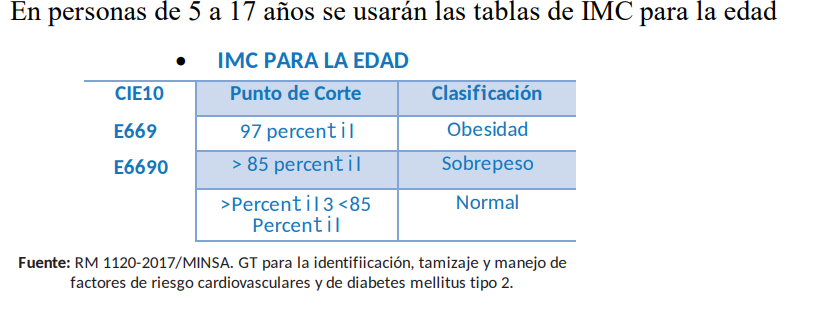 En personas de 5 a 17 años se usarán las tablas de IMC para la edad
• IMC PARA LA EDAD
CIE10 Punto de Corte Clasificación
E669 97 percentil Obesidad
E6690 > 85 percentil Sobrepeso
>Percentil 3 <85 Normal
Percentil
Fuente: RM 1120-2017/MINSA. GT para la identifiicación, tamizaje y manejo de
factores de riesgo cardiovasculares y de diabetes mellitus tipo 2.